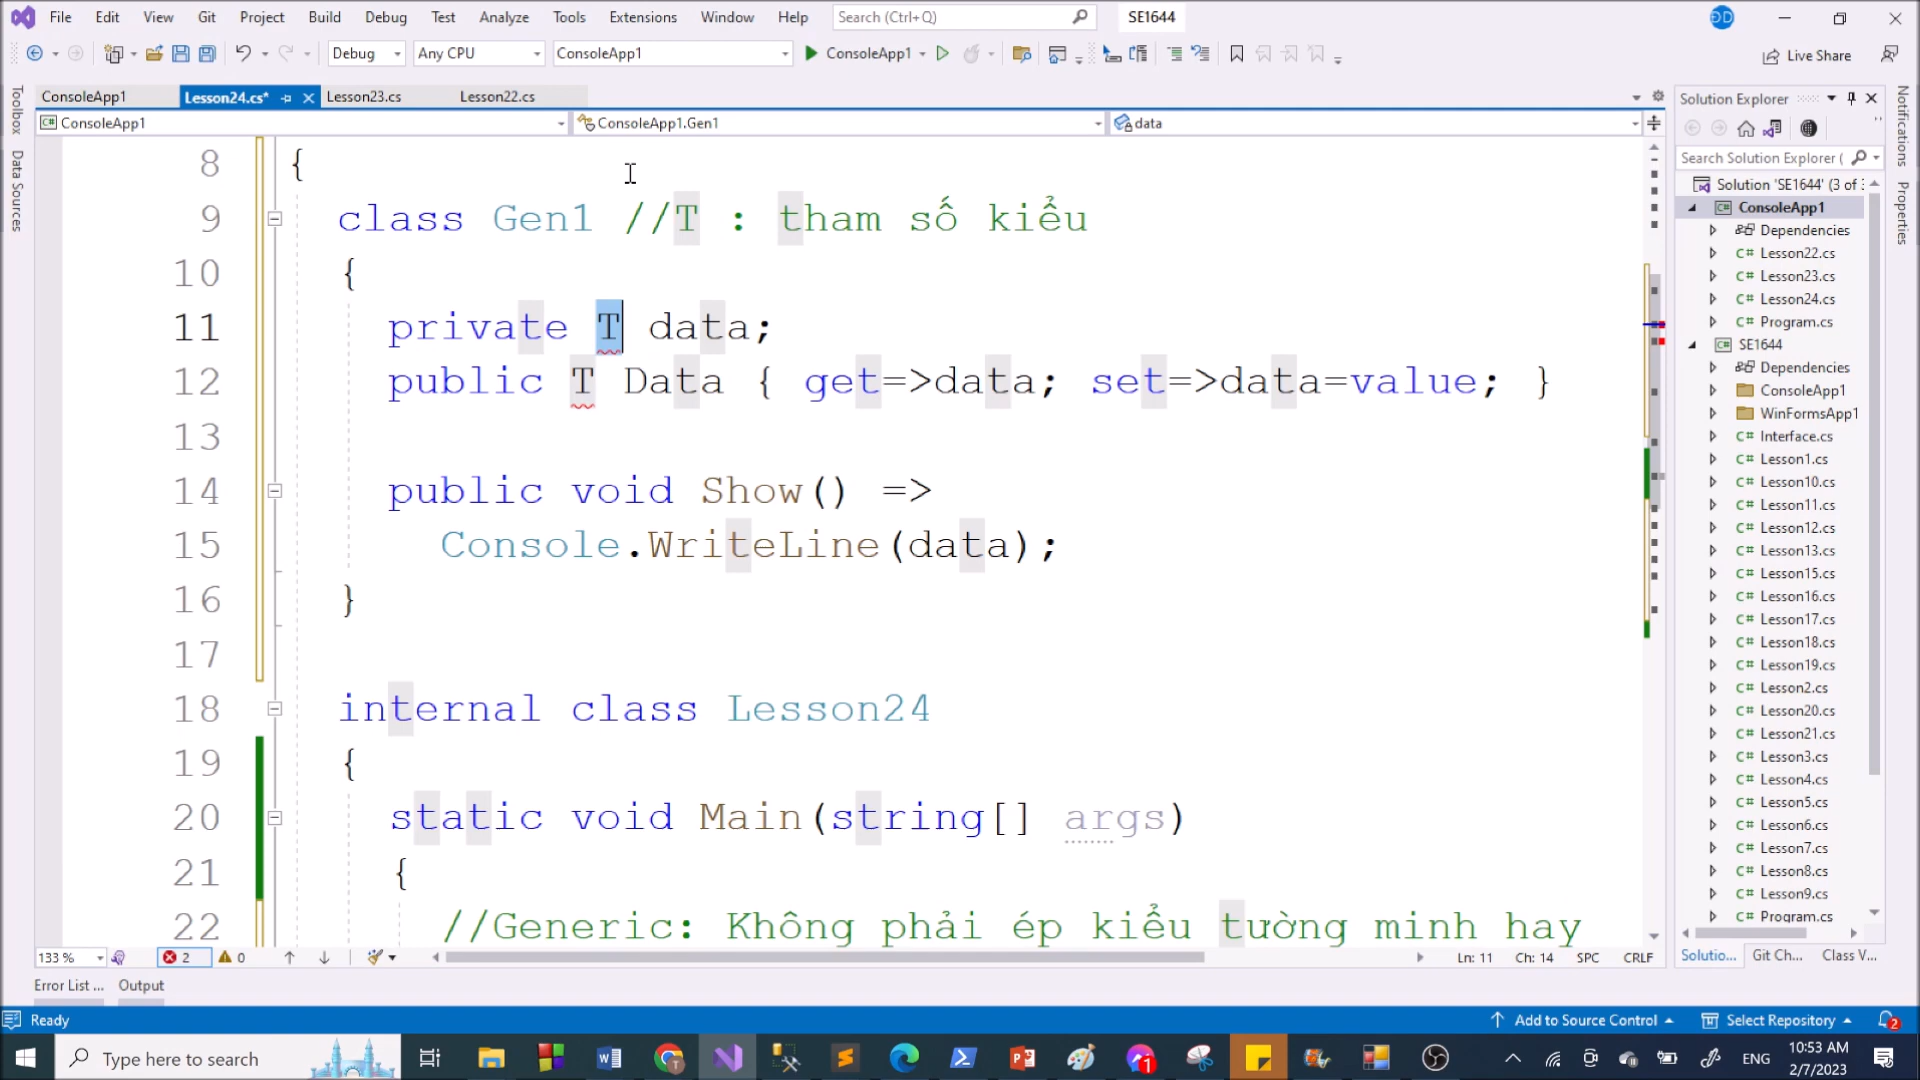 File Edit View Git Project Build Debug Test Analyze Tools Extensions Window Help Search (Ctrl+Q) SE1644
Debug Any CPU ConsoleApp1 ConsoleApp1 Live Share
ConsoleApp1 Lesson24.cs* Lesson23.cs Lesson22.cs
ConsoleApp1 ConsoleApp1.Gen1 data
Toolbox
Data Sources
8 {
9 class Gen1 //T : tham số kiểu
10 {
11 private T data;
12 public T Data { get=>data; set=>data=value; }
13
14 public void Show() =>
15 Console.WriteLine(data);
16 }
17
18 internal class Lesson24
19 {
20 static void Main(string[] args)
21 {
22 //Generic: Không phải ép kiểu tường minh hay
133 % 2 0 Ln: 11 Ch: 14 SPC CRLF
Error List ... Output
Solution Explorer
Search Solution Explorer (
Solution 'SE1644' (3 of
ConsoleApp1
Dependencies
C# Lesson22.cs
C# Lesson23.cs
C# Lesson24.cs
C# Program.cs
SE1644
Dependencies
ConsoleApp1
WinFormsApp1
C# Interface.cs
C# Lesson1.cs
C# Lesson10.cs
C# Lesson11.cs
C# Lesson12.cs
C# Lesson13.cs
C# Lesson15.cs
C# Lesson16.cs
C# Lesson17.cs
C# Lesson18.cs
C# Lesson19.cs
C# Lesson2.cs
C# Lesson20.cs
C# Lesson21.cs
C# Lesson3.cs
C# Lesson4.cs
C# Lesson5.cs
C# Lesson6.cs
C# Lesson7.cs
C# Lesson8.cs
C# Lesson9.cs
C# Program.cs
Solutio... Git Ch... Class V...
Notifications
Properties
Ready Add to Source Control Select Repository 2
Type here to search ENG 10:53 AM
2/7/2023